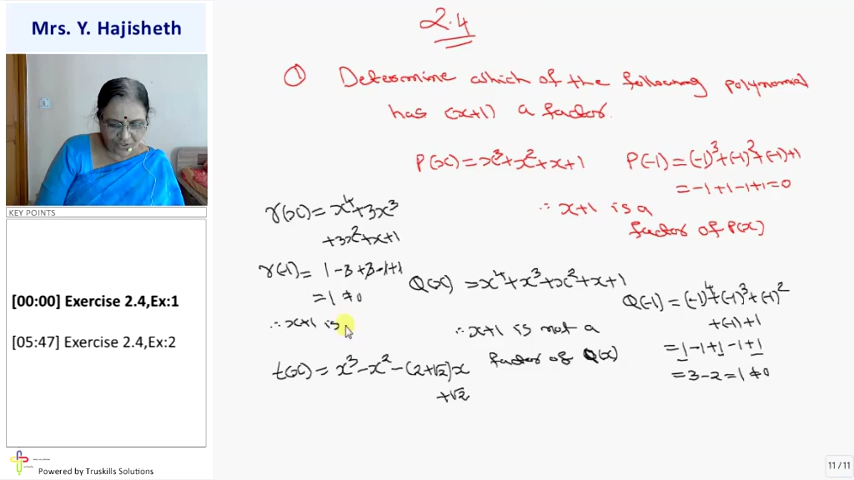 Mrs. Y. Hajisheth
KEY POINTS
[00:00] Exercise 2.4,Ex:1
[05:47] Exercise 2.4,Ex:2
Powered by Truskills Solutions
2.4
① Determine which of the following polynomial
has (x+1) a factor.
P(x) = x³+x²+x+1
P(-1) = (-1)³+(-1)²+(-1)+1
= -1+1-1+1=0
∴ x+1 is a
factor of P(x)
r(x) = x⁴+3x³
+3x²+x+1
r(-1) = 1-3+3-1+1
= 1≠0
∴ x+1 is
Q(x) = x⁴+x³+x²+x+1
Q(-1) = (-1)⁴+(-1)³+(-1)²
+(-1)+1
= 1-1+1-1+1
= 3-2=1≠0
∴ x+1 is not a
factor of Q(x)
t(x) = x³-x²-(2+√2)x
+√2
11/11